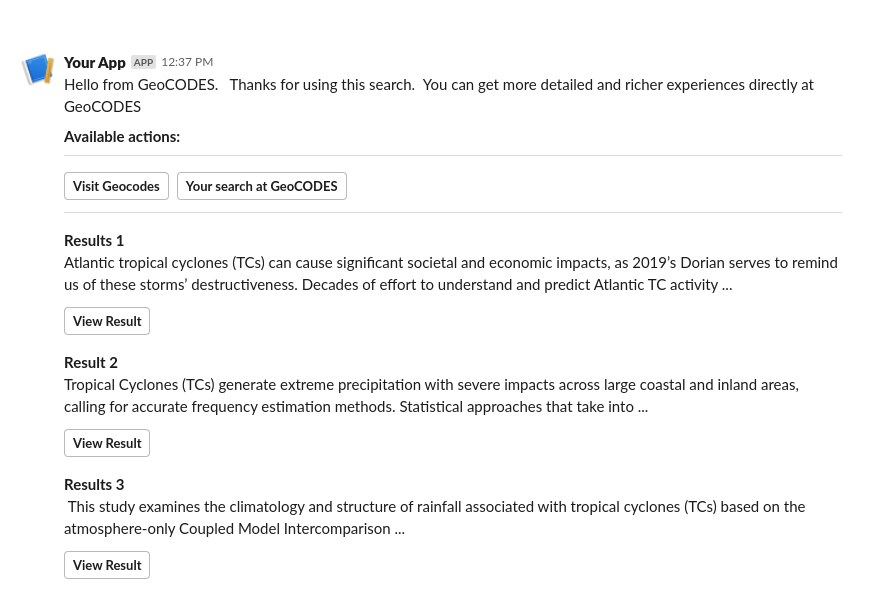 Your App APP 12:37 PM
Hello from GeoCODES.   Thanks for using this search.  You can get more detailed and richer experiences directly at
GeoCODES
Available actions:
Visit Geocodes
Your search at GeoCODES
Results 1
Atlantic tropical cyclones (TCs) can cause significant societal and economic impacts, as 2019’s Dorian serves to remind
us of these storms’ destructiveness. Decades of effort to understand and predict Atlantic TC activity ...
View Result
Result 2
Tropical Cyclones (TCs) generate extreme precipitation with severe impacts across large coastal and inland areas,
calling for accurate frequency estimation methods. Statistical approaches that take into ...
View Result
Results 3
This study examines the climatology and structure of rainfall associated with tropical cyclones (TCs) based on the
atmosphere-only Coupled Model Intercomparison ...
View Result